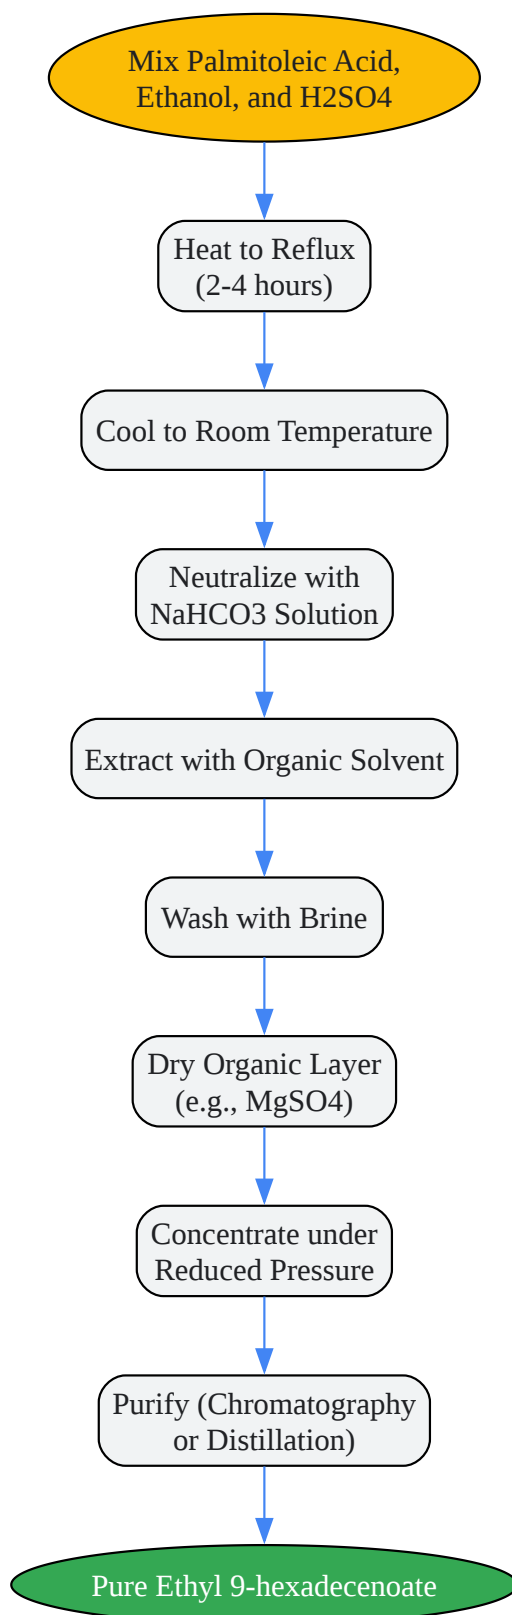 Mix Palmitoleic Acid,
Ethanol, and H2SO4
Heat to Reflux
(2-4 hours)
Cool to Room Temperature
Neutralize with
NaHCO3 Solution
Extract with Organic Solvent
Wash with Brine
Dry Organic Layer
(e.g., MgSO4)
Concentrate under
Reduced Pressure
Purify (Chromatography
or Distillation)
Pure Ethyl 9-hexadecenoate